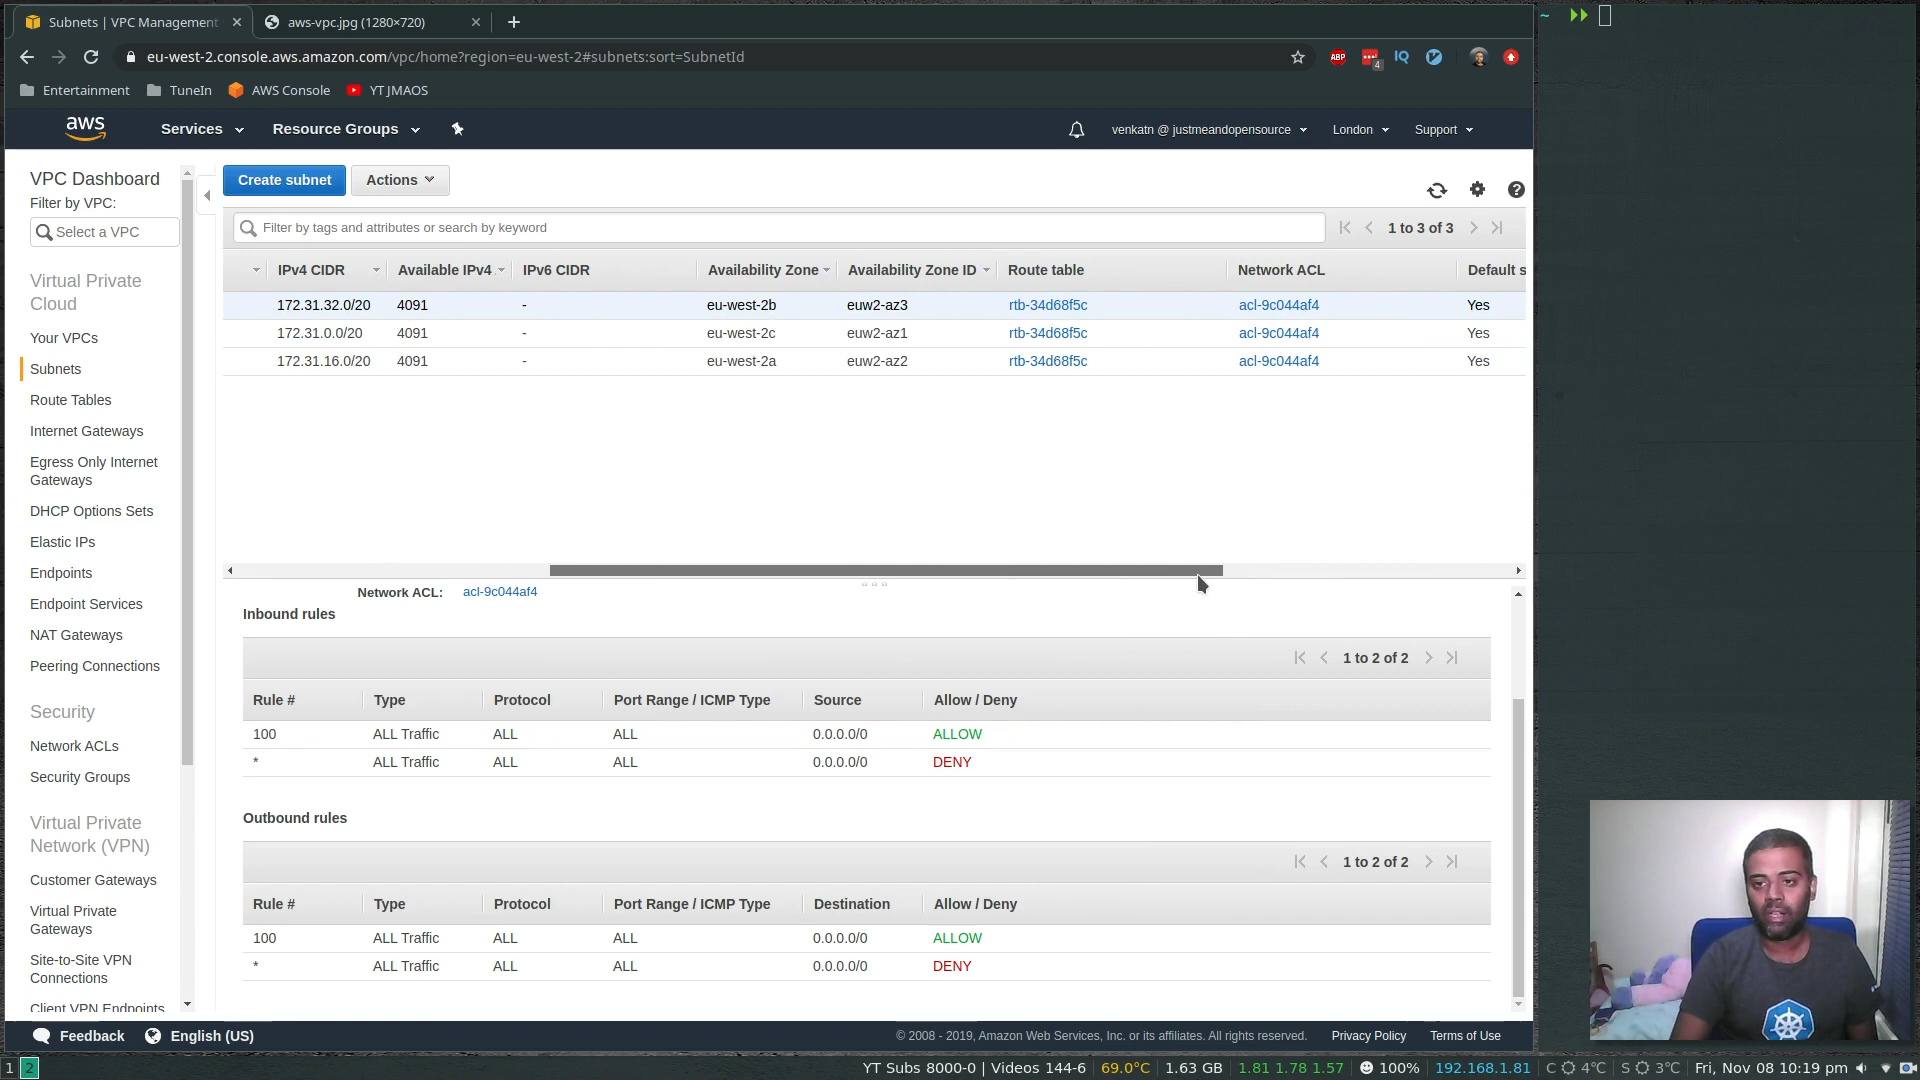 Subnets | VPC Management
aws-vpc.jpg (1280×720)
eu-west-2.console.aws.amazon.com/vpc/home?region=eu-west-2#subnets:sort=SubnetId
ABP
4
IQ
Entertainment
TuneIn
AWS Console
YT JMAOS
aws
Services
Resource Groups
venkatn @ justmeandopensource
London
Support
VPC Dashboard
Filter by VPC:
Select a VPC
Virtual Private
Cloud
Your VPCs
Subnets
Route Tables
Internet Gateways
Egress Only Internet
Gateways
DHCP Options Sets
Elastic IPs
Endpoints
Endpoint Services
NAT Gateways
Peering Connections
Security
Network ACLs
Security Groups
Virtual Private
Network (VPN)
Customer Gateways
Virtual Private
Gateways
Site-to-Site VPN
Connections
Client VPN Endpoints
Create subnet
Actions
Filter by tags and attributes or search by keyword
1 to 3 of 3
IPv4 CIDR Available IPv4 IPv6 CIDR Availability Zone Availability Zone ID Route table Network ACL Default s
172.31.32.0/20 4091 - eu-west-2b euw2-az3 rtb-34d68f5c acl-9c044af4 Yes
172.31.0.0/20 4091 - eu-west-2c euw2-az1 rtb-34d68f5c acl-9c044af4 Yes
172.31.16.0/20 4091 - eu-west-2a euw2-az2 rtb-34d68f5c acl-9c044af4 Yes
Network ACL: acl-9c044af4
Inbound rules
1 to 2 of 2
Rule # Type Protocol Port Range / ICMP Type Source Allow / Deny
100 ALL Traffic ALL ALL 0.0.0.0/0 ALLOW
* ALL Traffic ALL ALL 0.0.0.0/0 DENY
Outbound rules
1 to 2 of 2
Rule # Type Protocol Port Range / ICMP Type Destination Allow / Deny
100 ALL Traffic ALL ALL 0.0.0.0/0 ALLOW
* ALL Traffic ALL ALL 0.0.0.0/0 DENY
Feedback
English (US)
© 2008 - 2019, Amazon Web Services, Inc. or its affiliates. All rights reserved.
Privacy Policy
Terms of Use
~
1 2
YT Subs 8000-0 | Videos 144-6 | 69.0°C | 1.63 GB | 1.81 1.78 1.57 | 100% | 192.168.1.81 | C 4°C | S 3°C | Fri, Nov 08 10:19 pm